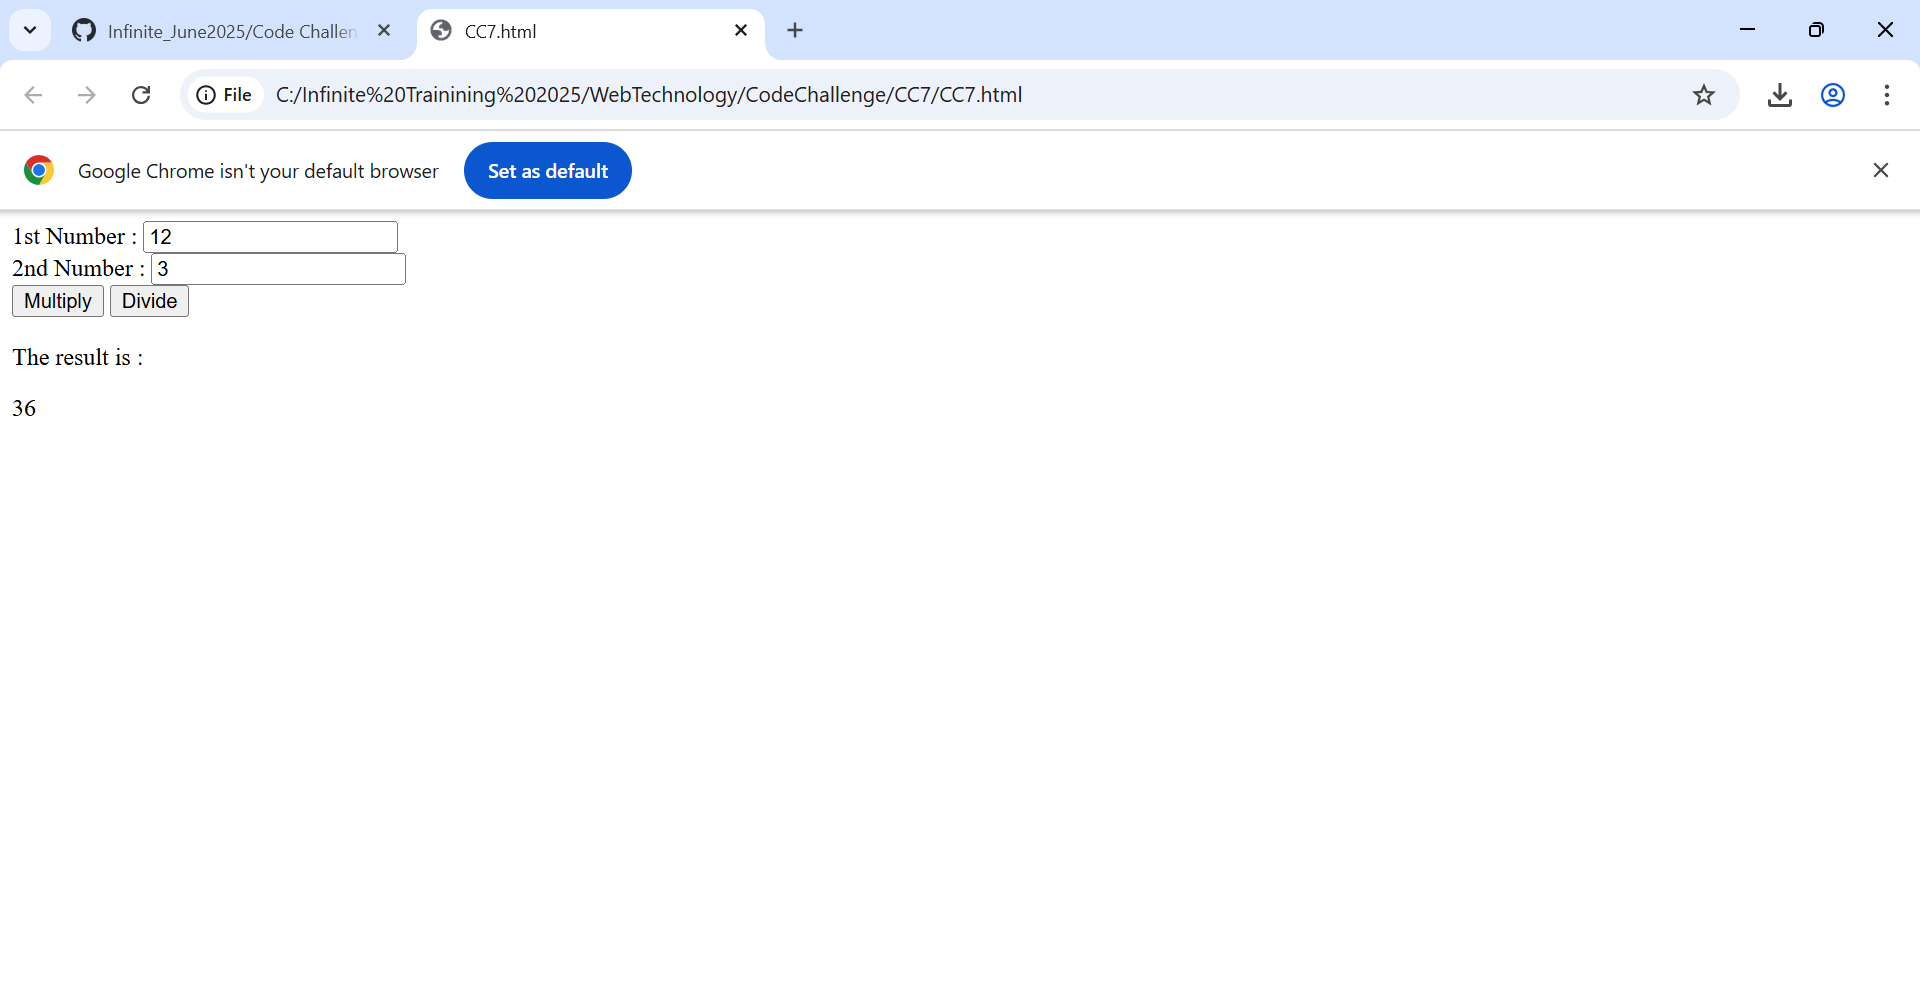 Infinite_June2025/Code Challen
CC7.html
File
C:/Infinite%20Trainining%202025/WebTechnology/CodeChallenge/CC7/CC7.html
Google Chrome isn't your default browser
Set as default
1st Number : 12
2nd Number : 3
Multiply Divide
The result is :
36